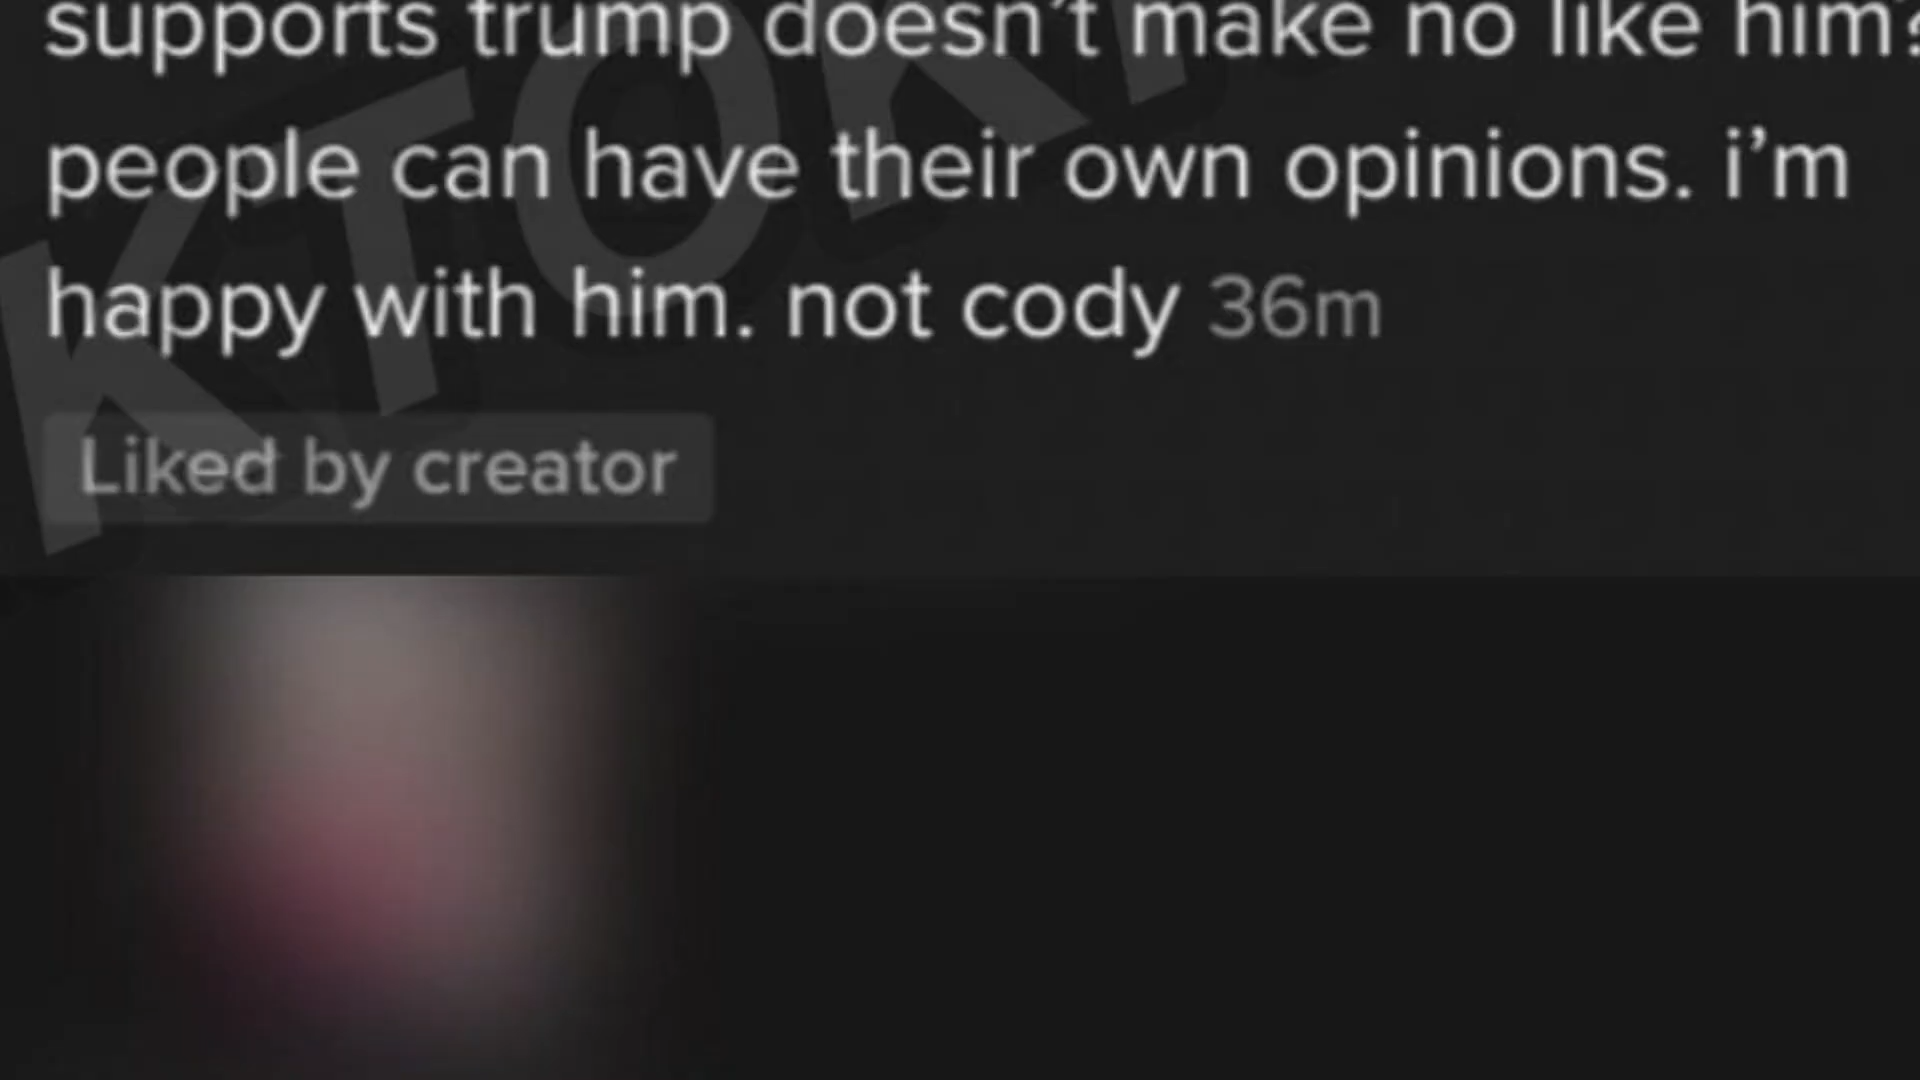 supports trump doesn't make no like him?
people can have their own opinions. i'm
happy with him. not cody 36m
Liked by creator
KTOK